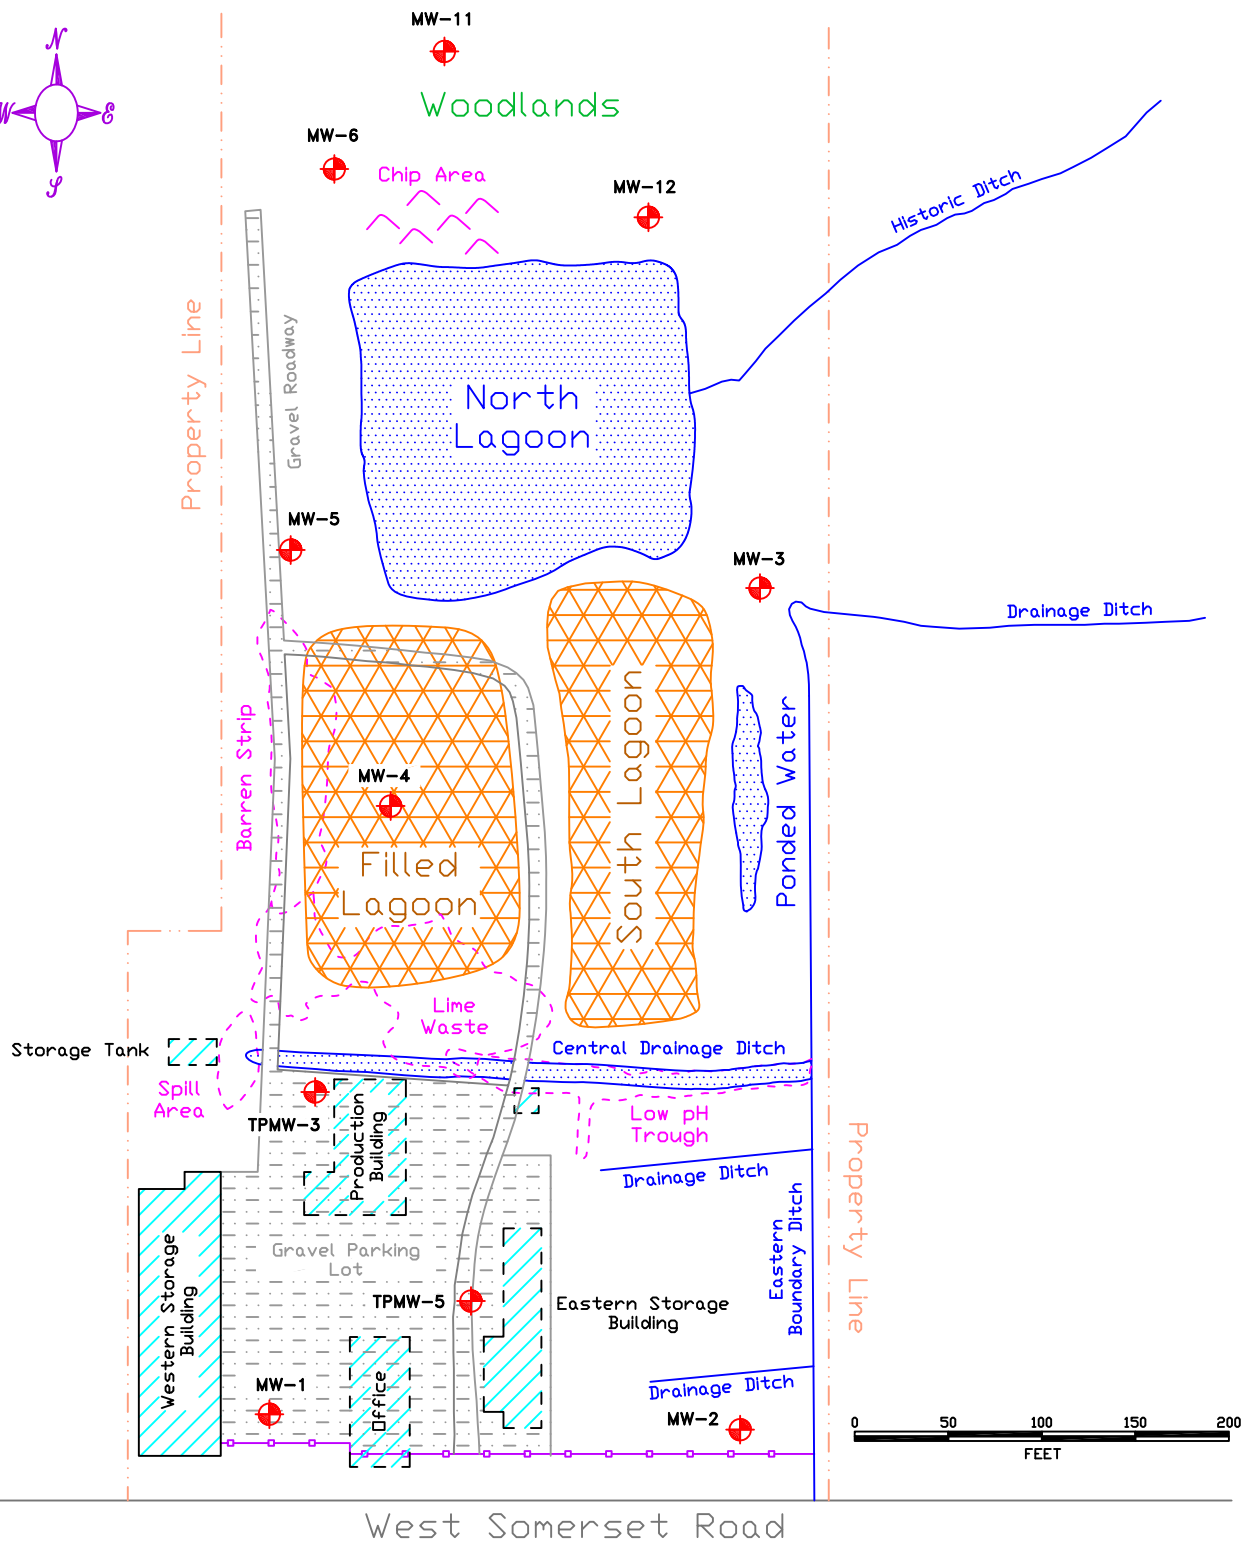 MW-11
N
Woodlands
W
E
MW-6
Chip Area
S
MW-12
Historic Ditch
Property Line
Gravel Roadway
North
Lagoon
MW-5
MW-3
Drainage Ditch
Barren Strip
South Lagoon
Ponded Water
MW-4
Filled
Lagoon
Lime
Waste
Storage Tank
Central Drainage Ditch
Spill
Area
TPMW-3
Production
Building
Low pH
Trough
Drainage Ditch
Property Line
Eastern
Boundary Ditch
Western Storage
Building
Gravel Parking
Lot
TPMW-5
Eastern Storage
Building
MW-1
Office
Drainage Ditch
MW-2
0 50 100 150 200
FEET
West Somerset Road